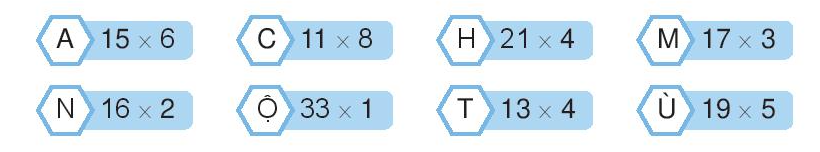 A 15 × 6 C 11 × 8 H 21 × 4 M 17 × 3
N 16 × 2 Ộ 33 × 1 T 13 × 4 Ù 19 × 5